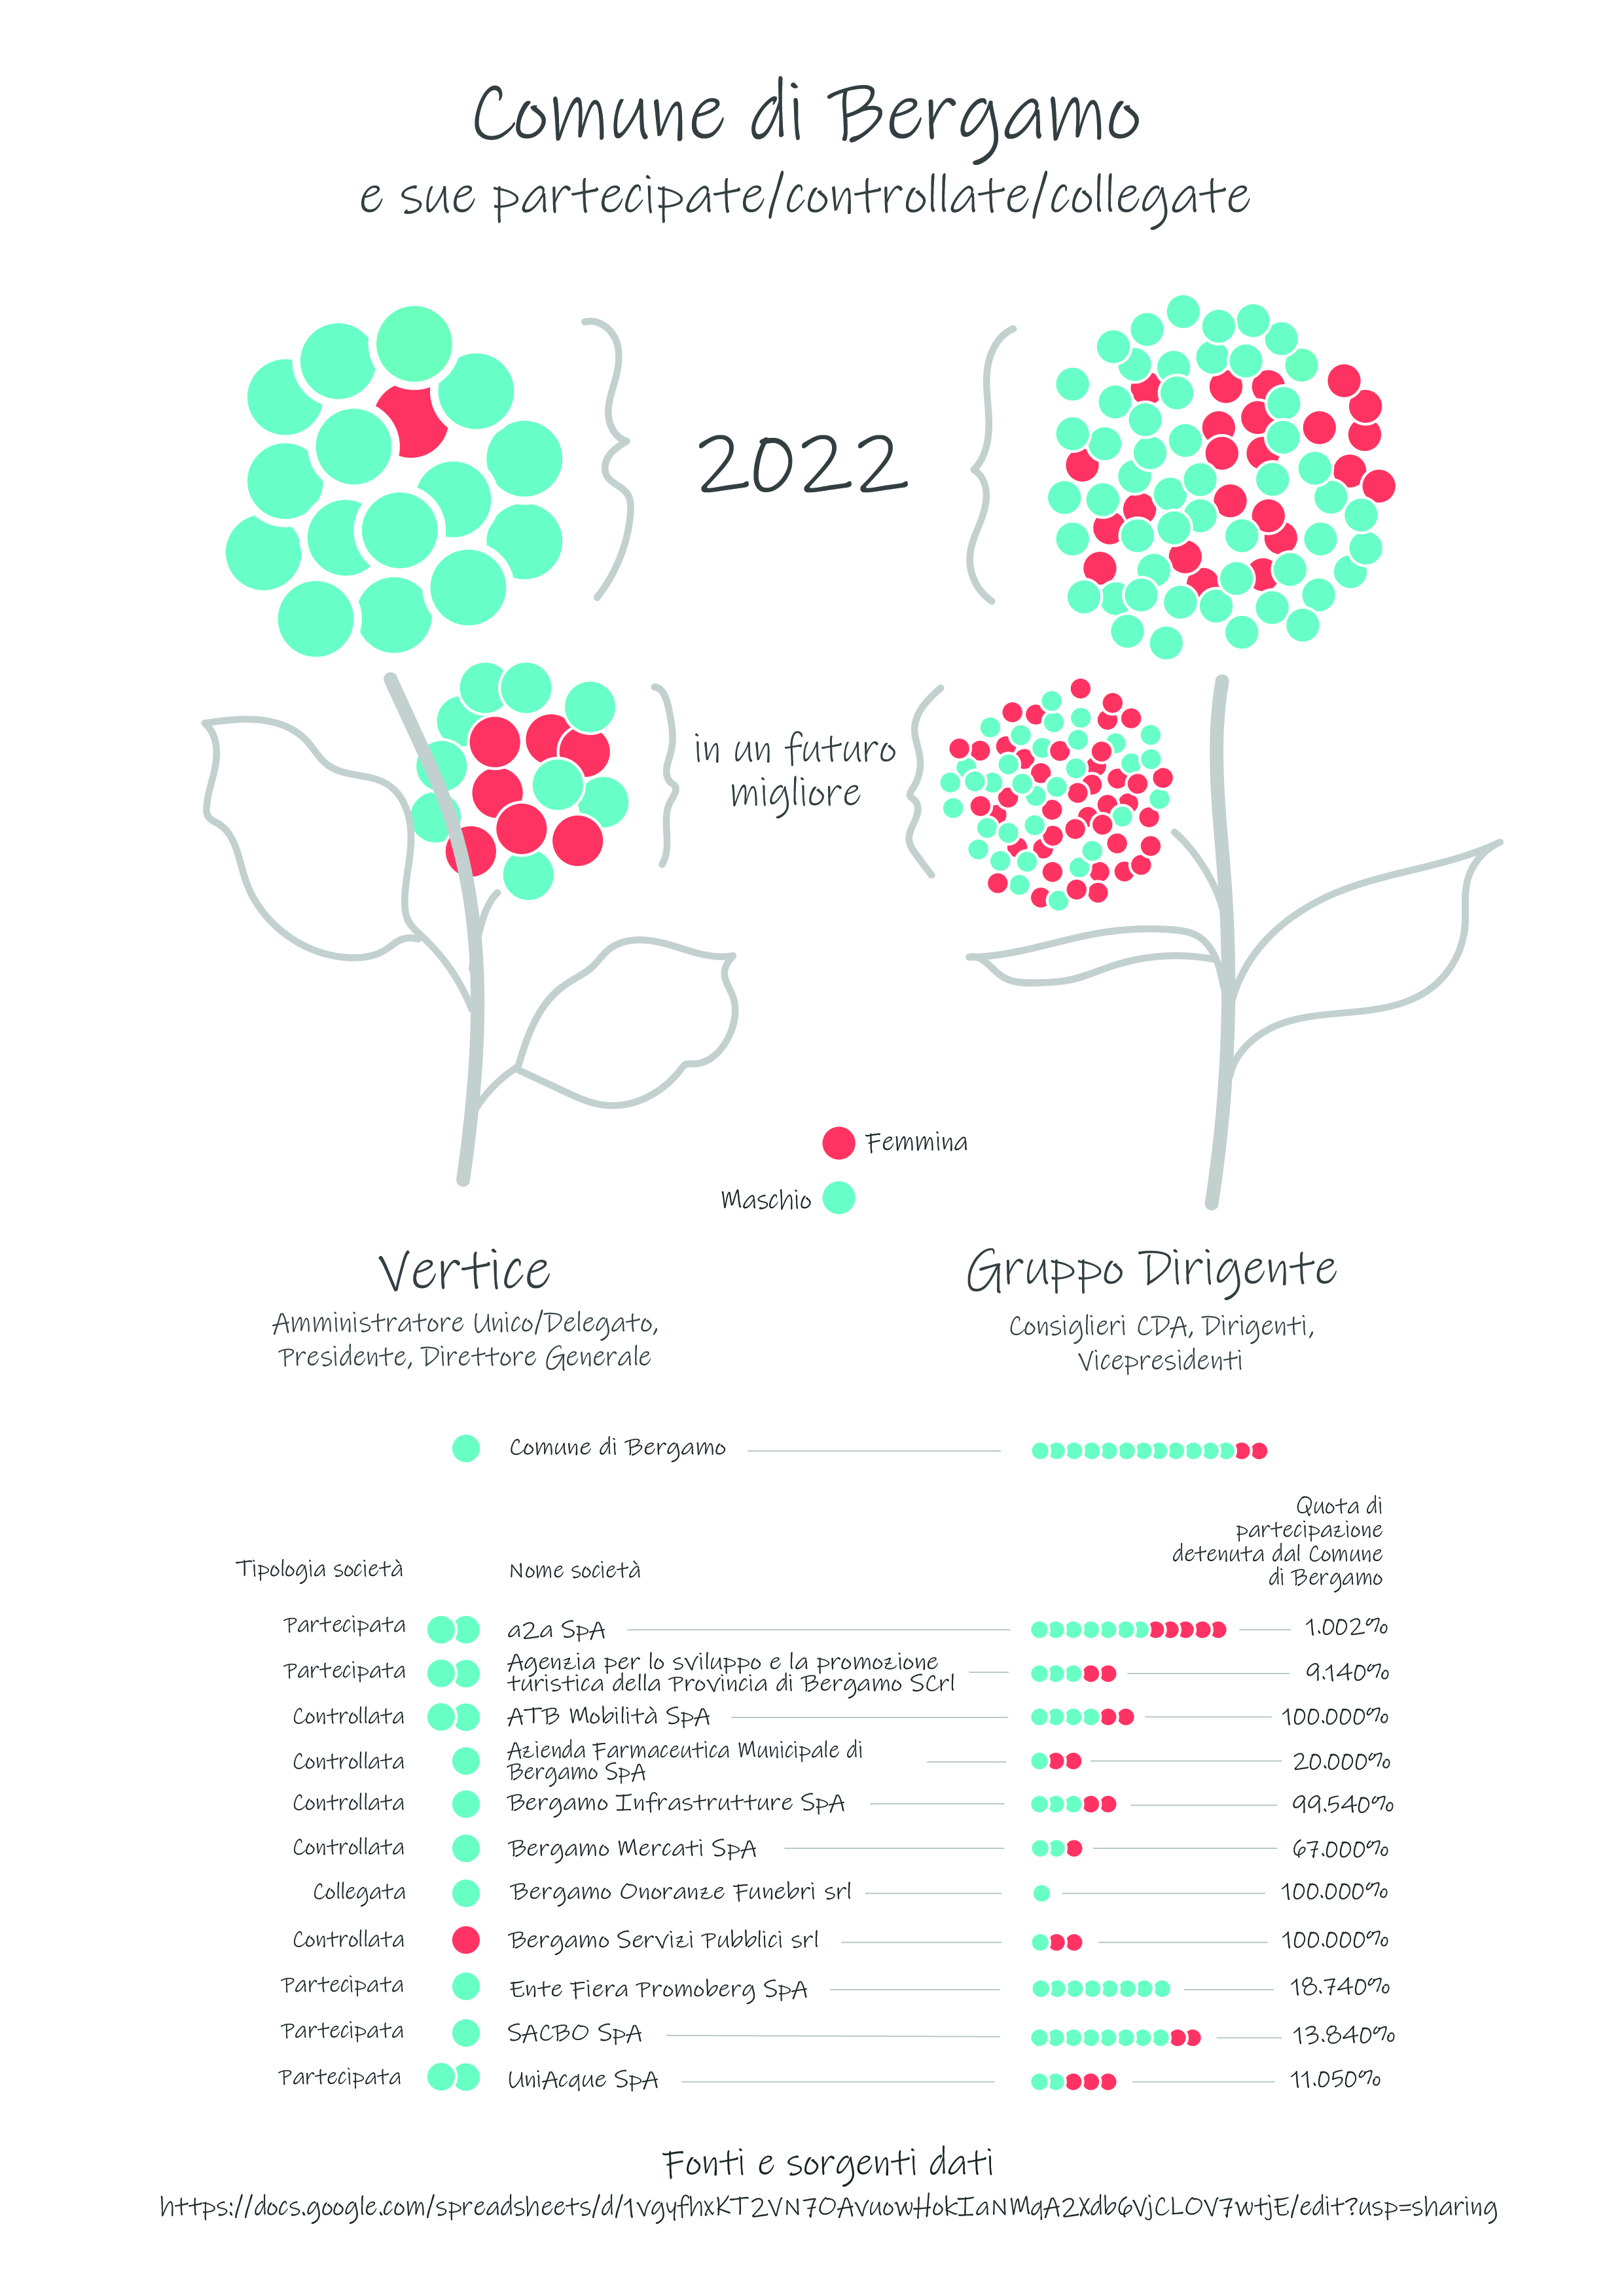 Comune di Bergamo
e sue partecipate/controllate/collegate
2022
in un futuro
migliore
Femmina
Maschio
Vertice
Amministratore Unico/Delegato,
Presidente, Direttore Generale
Gruppo Dirigente
Consiglieri CDA, Dirigenti,
Vicepresidenti
Comune di Bergamo
Tipologia società
Nome società
Quota di
partecipazione
detenuta dal Comune
di Bergamo
Partecipata a2a SpA 1.002%
Partecipata Agenzia per lo sviluppo e la promozione
turistica della Provincia di Bergamo SCrl 9.140%
Controllata ATB Mobilità SpA 100.000%
Controllata Azienda Farmaceutica Municipale di
Bergamo SpA 20.000%
Controllata Bergamo Infrastrutture SpA 99.540%
Controllata Bergamo Mercati SpA 67.000%
Collegata Bergamo Onoranze Funebri srl 100.000%
Controllata Bergamo Servizi Pubblici srl 100.000%
Partecipata Ente Fiera Promoberg SpA 18.740%
Partecipata SACBO SpA 13.840%
Partecipata UniAcque SpA 11.050%
Fonti e sorgenti dati
https://docs.google.com/spreadsheets/d/1vgyfhxKT2VN7OAvuowHokIaNMqA2Xdb6VjCLOV7wtjE/edit?usp=sharing